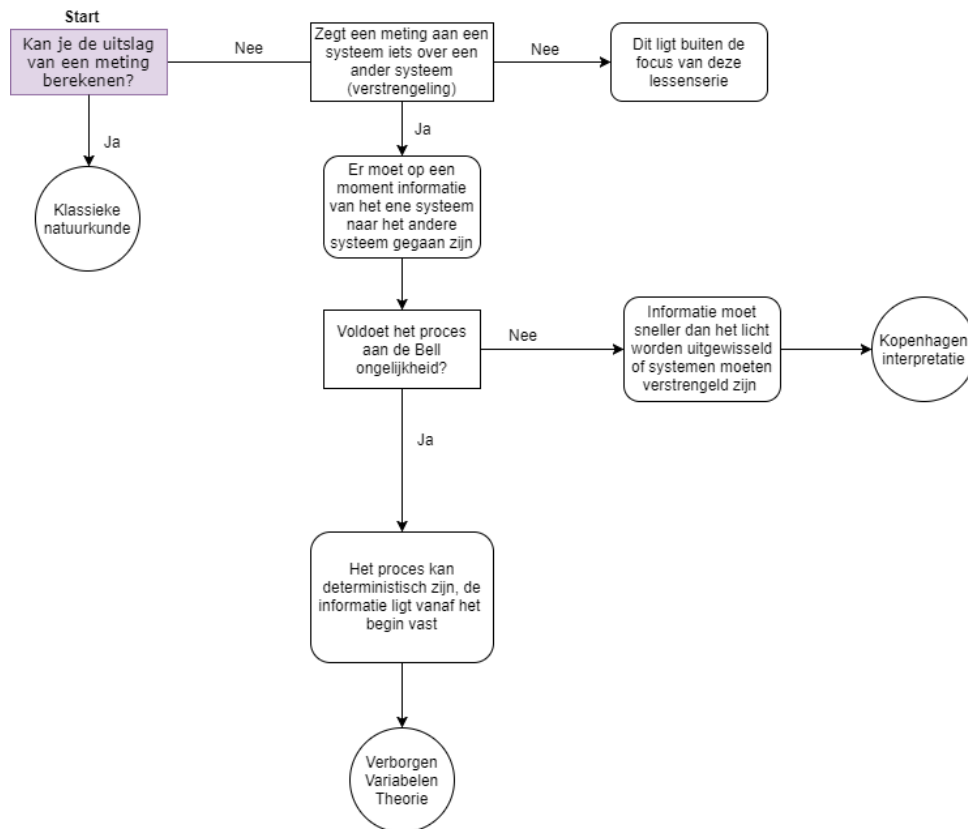 Start
Kan je de uitslag
van een meting
berekenen?
Nee
Zegt een meting aan een
systeem iets over een
ander systeem
(verstrengeling)
Nee
Dit ligt buiten de
focus van deze
lessenserie
Ja
Klassieke
natuurkunde
Ja
Er moet op een
moment informatie
van het ene systeem
naar het andere
systeem gegaan zijn
Voldoet het proces
aan de Bell
ongelijkheid?
Nee
Informatie moet
sneller dan het licht
worden uitgewisseld
of systemen moeten
verstrengeld zijn
Kopenhagen
interpretatie
Ja
Het proces kan
deterministisch zijn, de
informatie ligt vanaf het
begin vast
Verborgen
Variabelen
Theorie